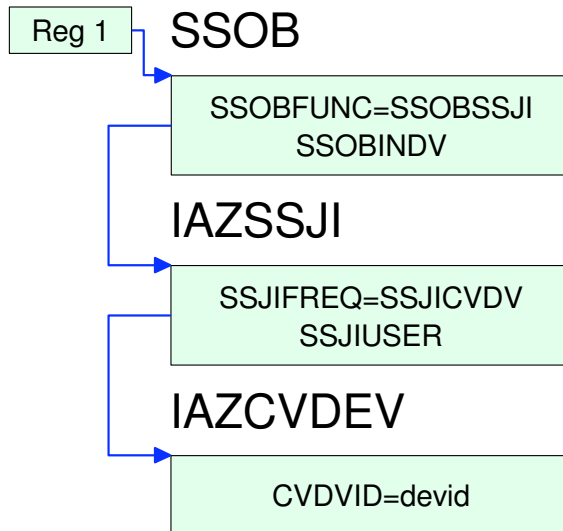 Reg 1
SSOB
SSOBFUNC=SSOBSSJI
SSOBINDV
IAZSSJI
SSJIFREQ=SSJICVDV
SSJIUSER
IAZCVDEV
CVDVID=devid